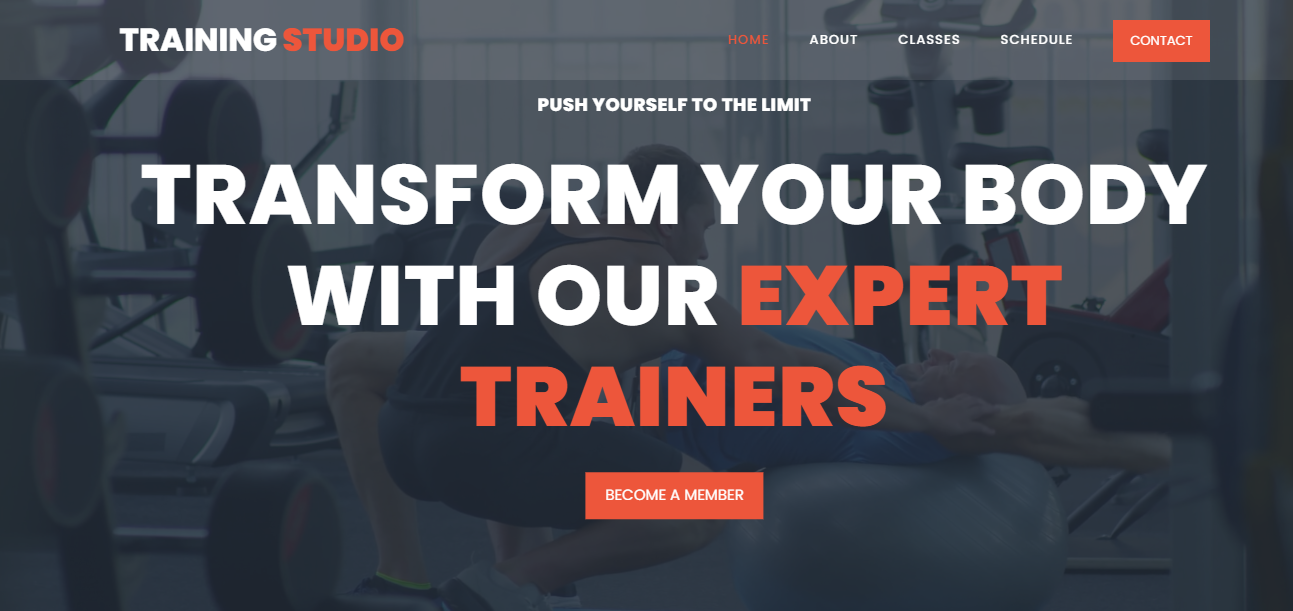 TRAINING STUDIO
HOME ABOUT CLASSES SCHEDULE CONTACT
PUSH YOURSELF TO THE LIMIT
TRANSFORM YOUR BODY
WITH OUR EXPERT
TRAINERS
BECOME A MEMBER